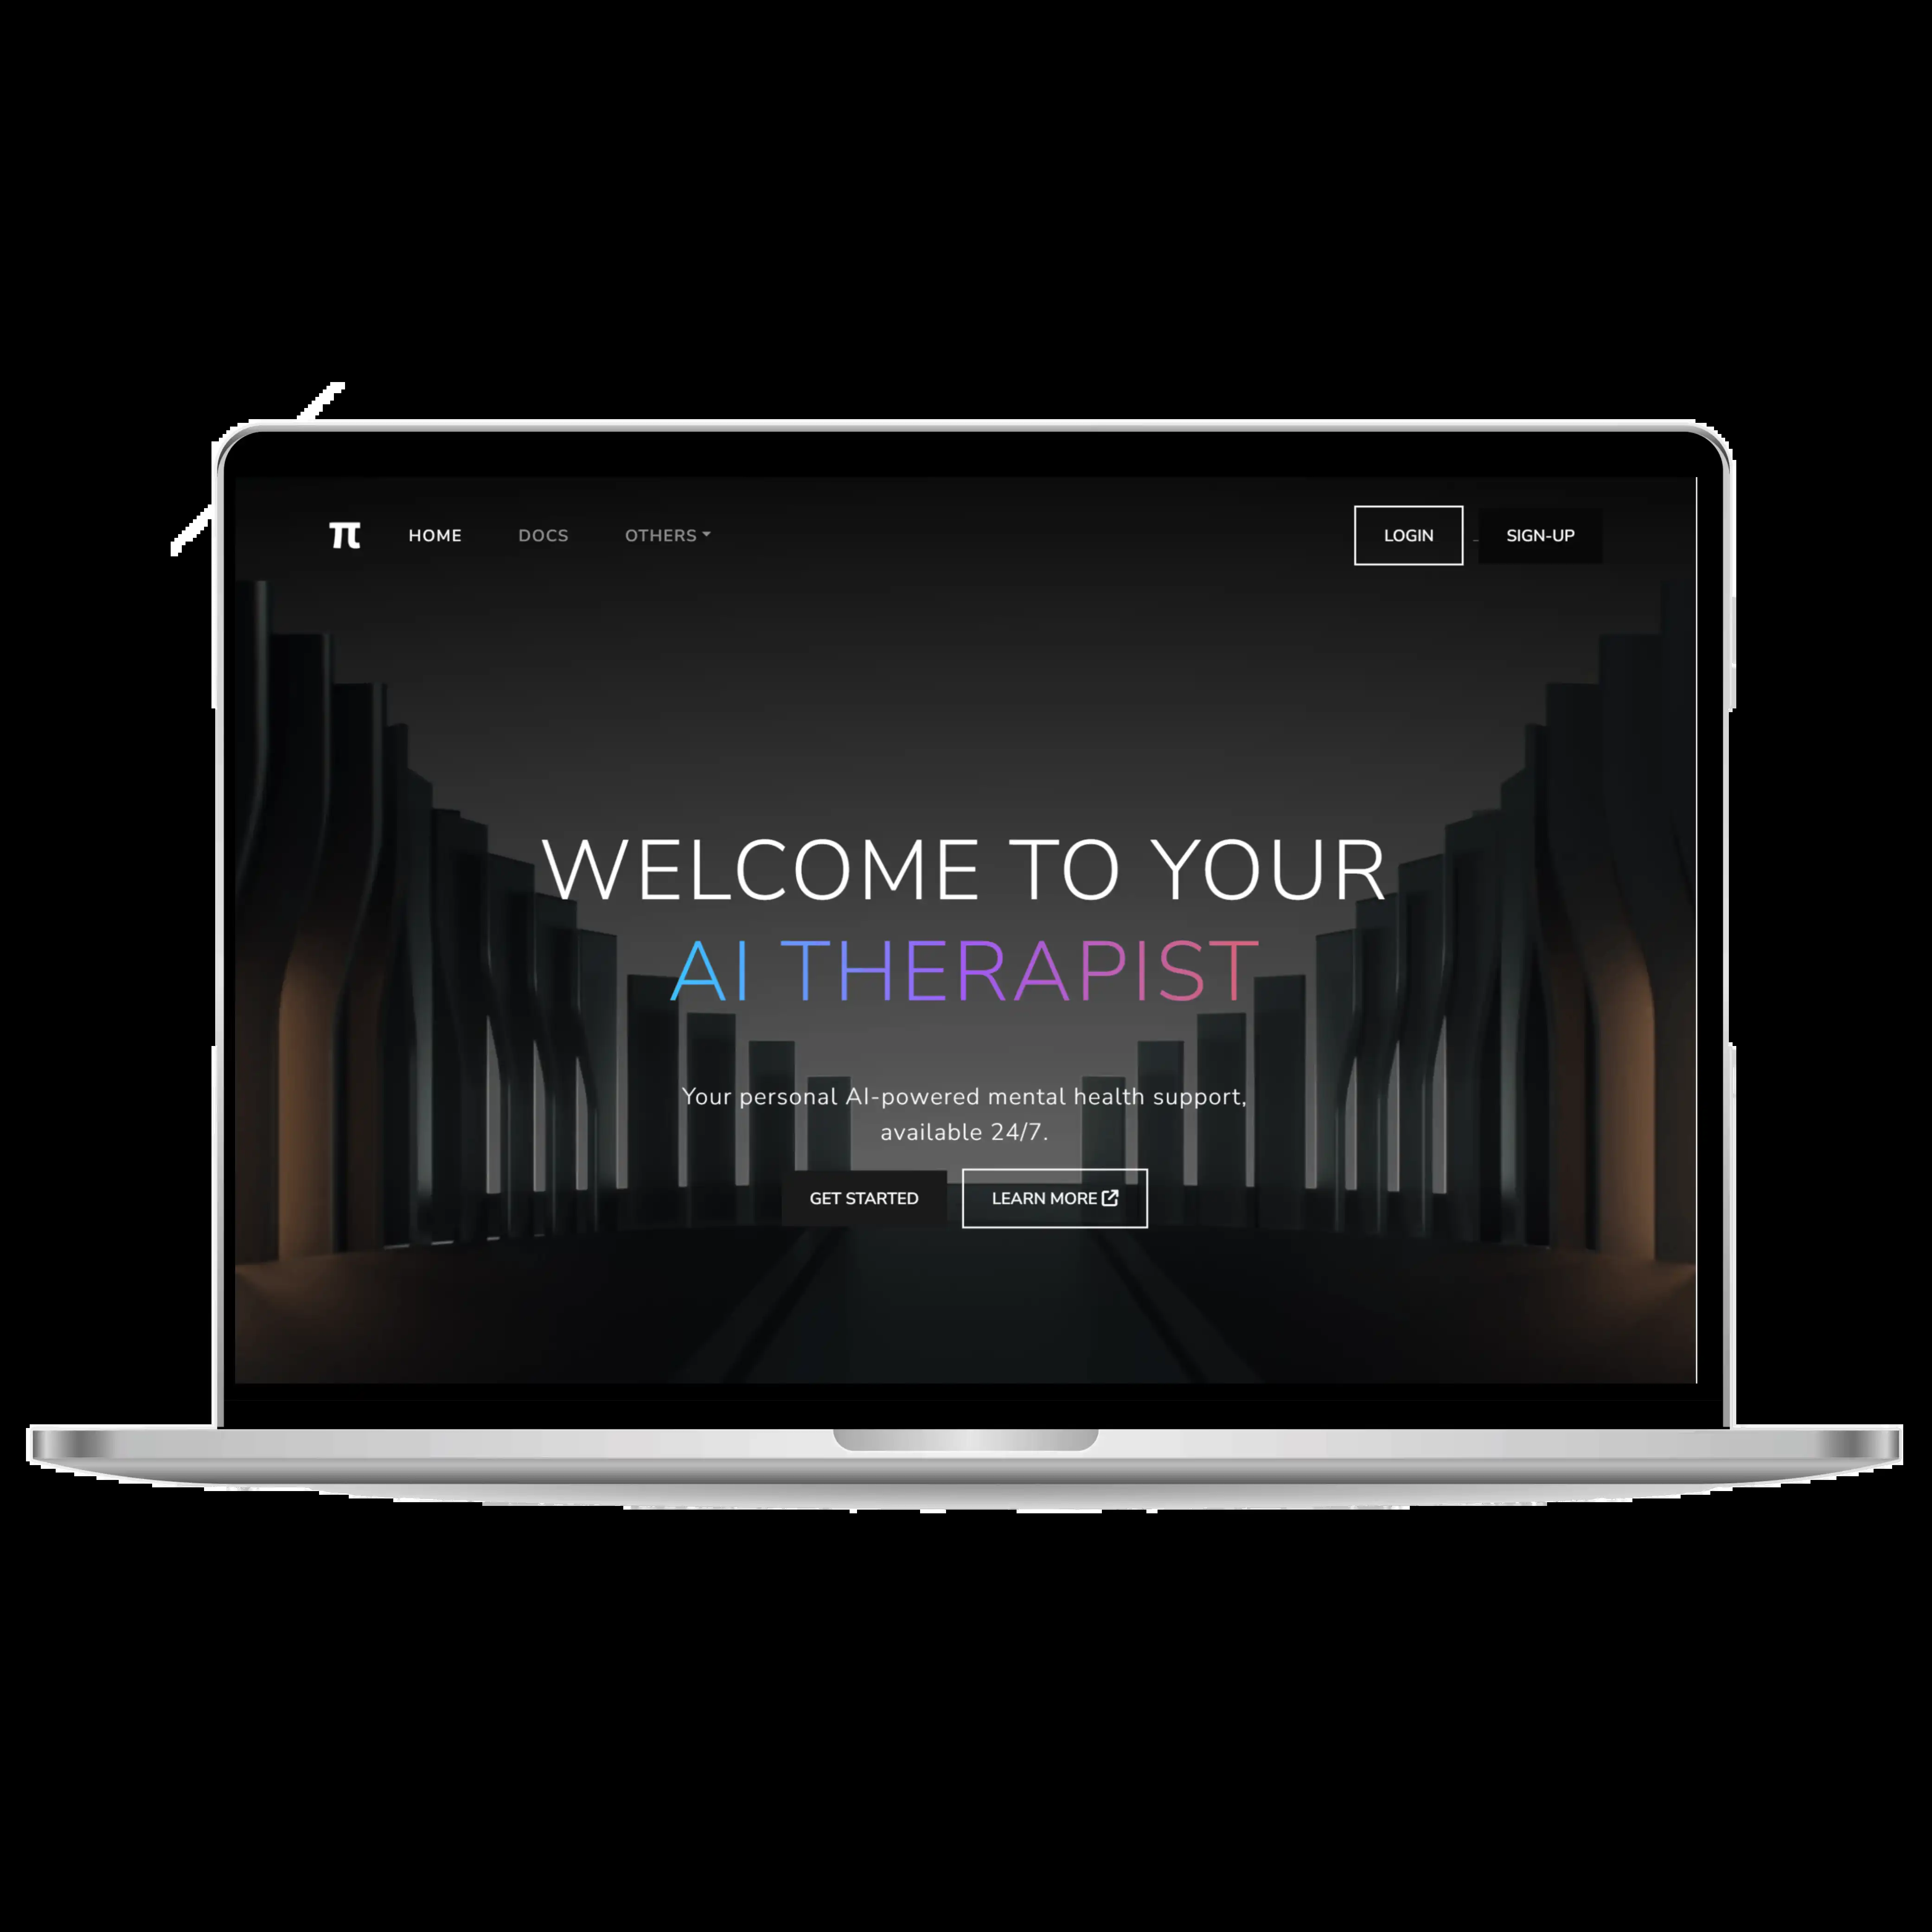 π HOME DOCS OTHERS LOGIN SIGN-UP
WELCOME TO YOUR
AI THERAPIST
Your personal AI-powered mental health support,
available 24/7.
GET STARTED LEARN MORE